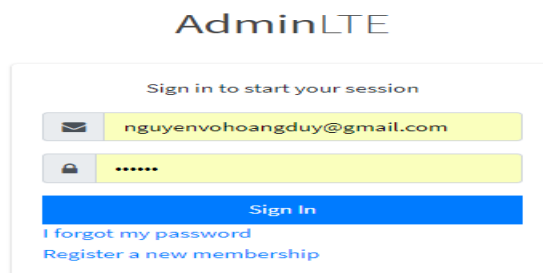 AdminLTE
Sign in to start your session
nguyenvohoangduy@gmail.com
••••••
Sign In
I forgot my password
Register a new membership